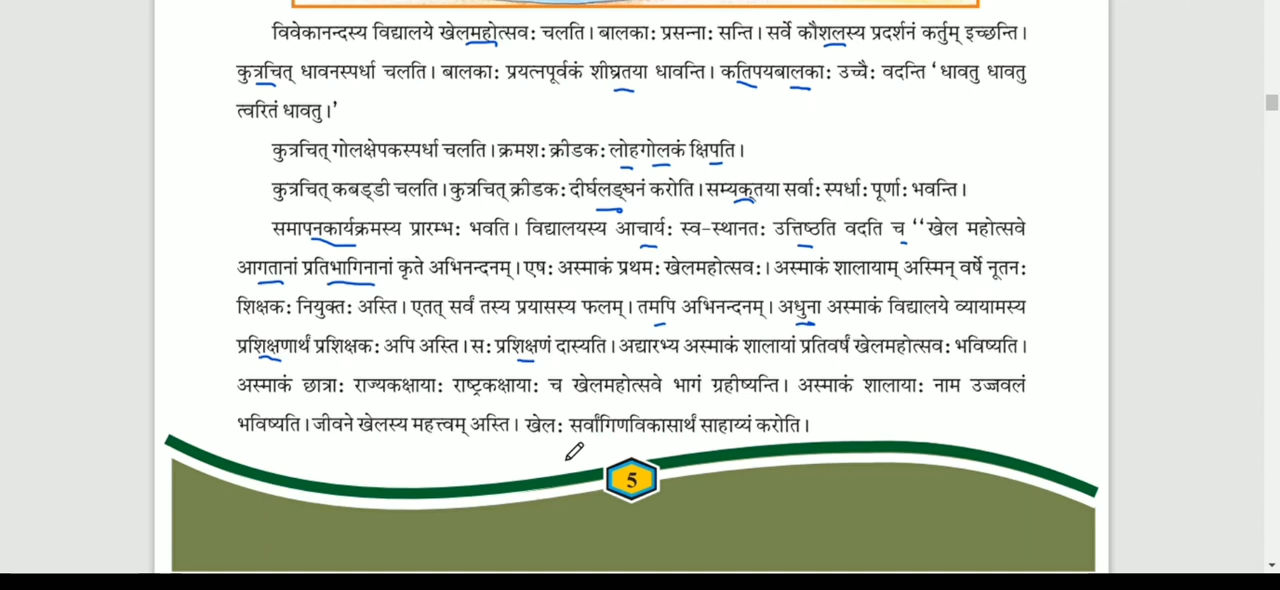 विवेकानन्दस्य विद्यालये खेलमहोत्सव: चलति। बालका: प्रसन्ना: सन्ति। सर्वे कौशलस्य प्रदर्शनं कर्तुम् इच्छन्ति।
कुत्रचित् धावनस्पर्धा चलति। बालका: प्रयत्नपूर्वकं शीघ्रतया धावन्ति। कतिपयबालका: उच्चै: वदन्ति ‘धावतु धावतु
त्वरितं धावतु।’
कुत्रचित् गोलक्षेपकस्पर्धा चलति। क्रमश: क्रीडक: लोहगोलकं क्षिपति।
कुत्रचित् कबड्डी चलति। कुत्रचित् क्रीडक: दीर्घलङ्घनं करोति। सम्यक्तया सर्वा: स्पर्धा: पूर्णा: भवन्ति।
समापनकार्यक्रमस्य प्रारम्भ: भवति। विद्यालयस्य आचार्य: स्व-स्थानत: उत्तिष्ठति वदति च ‘‘खेल महोत्सवे
आगतानां प्रतिभागिनानां कृते अभिनन्दनम्। एष: अस्माकं प्रथम: खेलमहोत्सव:। अस्माकं शालायाम् अस्मिन् वर्षे नूतन:
शिक्षक: नियुक्त: अस्ति। एतत् सर्वं तस्य प्रयासस्य फलम्। तमपि अभिनन्दनम्। अधुना अस्माकं विद्यालये व्यायामस्य
प्रशिक्षणार्थं प्रशिक्षक: अपि अस्ति। स: प्रशिक्षणं दास्यति। अद्यारभ्य अस्माकं शालायां प्रतिवर्षं खेलमहोत्सव: भविष्यति।
अस्माकं छात्रा: राज्यकक्षाया: राष्ट्रकक्षाया: च खेलमहोत्सवे भागं ग्रहीष्यन्ति। अस्माकं शालाया: नाम उज्जवलं
भविष्यति। जीवने खेलस्य महत्त्वम् अस्ति। खेल: सर्वांगिणविकासार्थं साहाय्यं करोति।
5